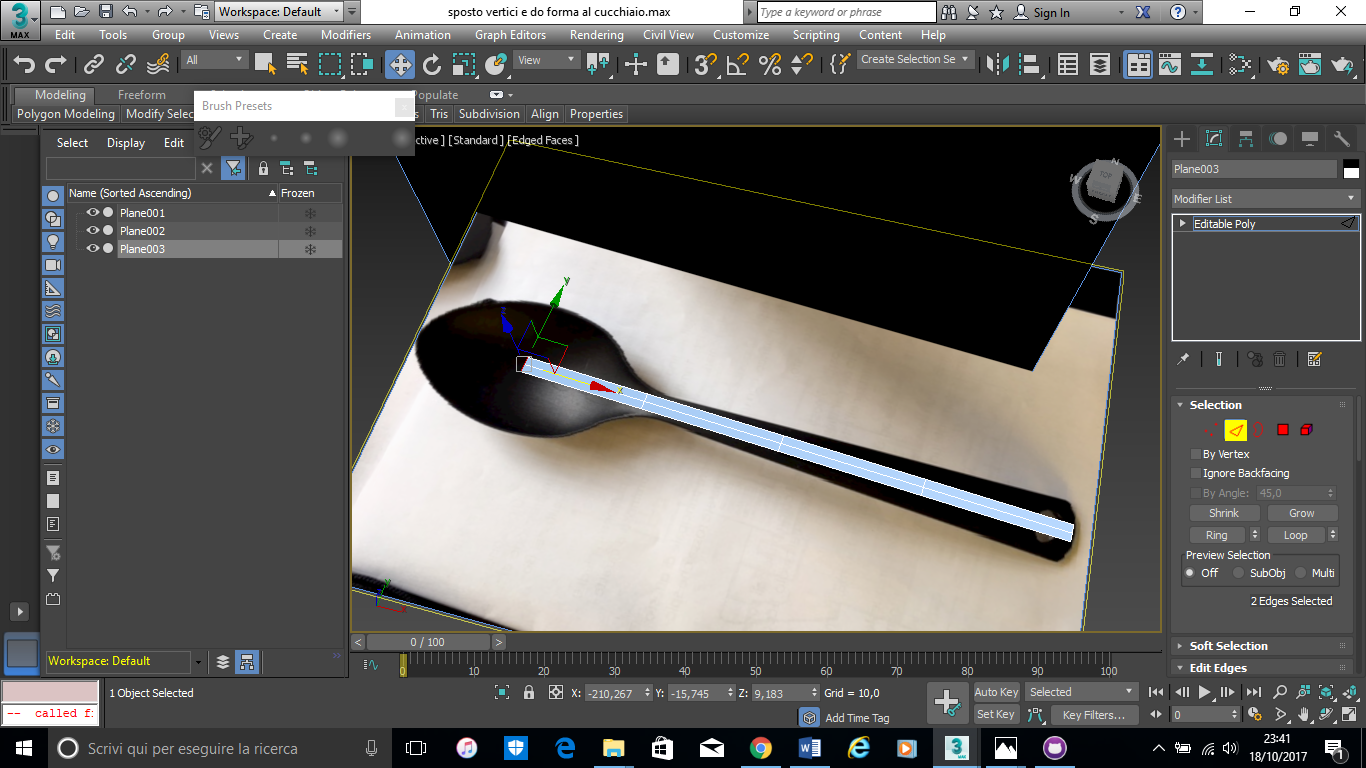 Workspace: Default
sposto vertici e do forma al cucchiaio.max
Type a keyword or phrase
Sign In
3
MAX
Edit Tools Group Views Create Modifiers Animation Graph Editors Rendering Civil View Customize Scripting Content Help
All
View
Create Selection Se
Modeling Freeform opulate
Brush Presets
Polygon Modeling Modify Selec s Tris Subdivision Align Properties
Select Display Edit
ctive ] [Standard ] [Edged Faces ]
Name (Sorted Ascending) Frozen
Plane001
Plane002
Plane003
TOP
N
W
E
S
y
z
x
Plane003
Modifier List
Editable Poly
Selection
By Vertex
Ignore Backfacing
By Angle: 45,0
Shrink Grow
Ring Loop
Preview Selection
Off SubObj Multi
2 Edges Selected
Soft Selection
Edit Edges
0 / 100
Workspace: Default
0 10 20 30 40 50 60 70 80 90 100
1 Object Selected
-- called f:
X: -210,267 Y: -15,745 Z: 9,183 Grid = 10,0
Add Time Tag
Auto Key Selected
Set Key Key Filters...
0
Scrivi qui per eseguire la ricerca
23:41
18/10/2017
1